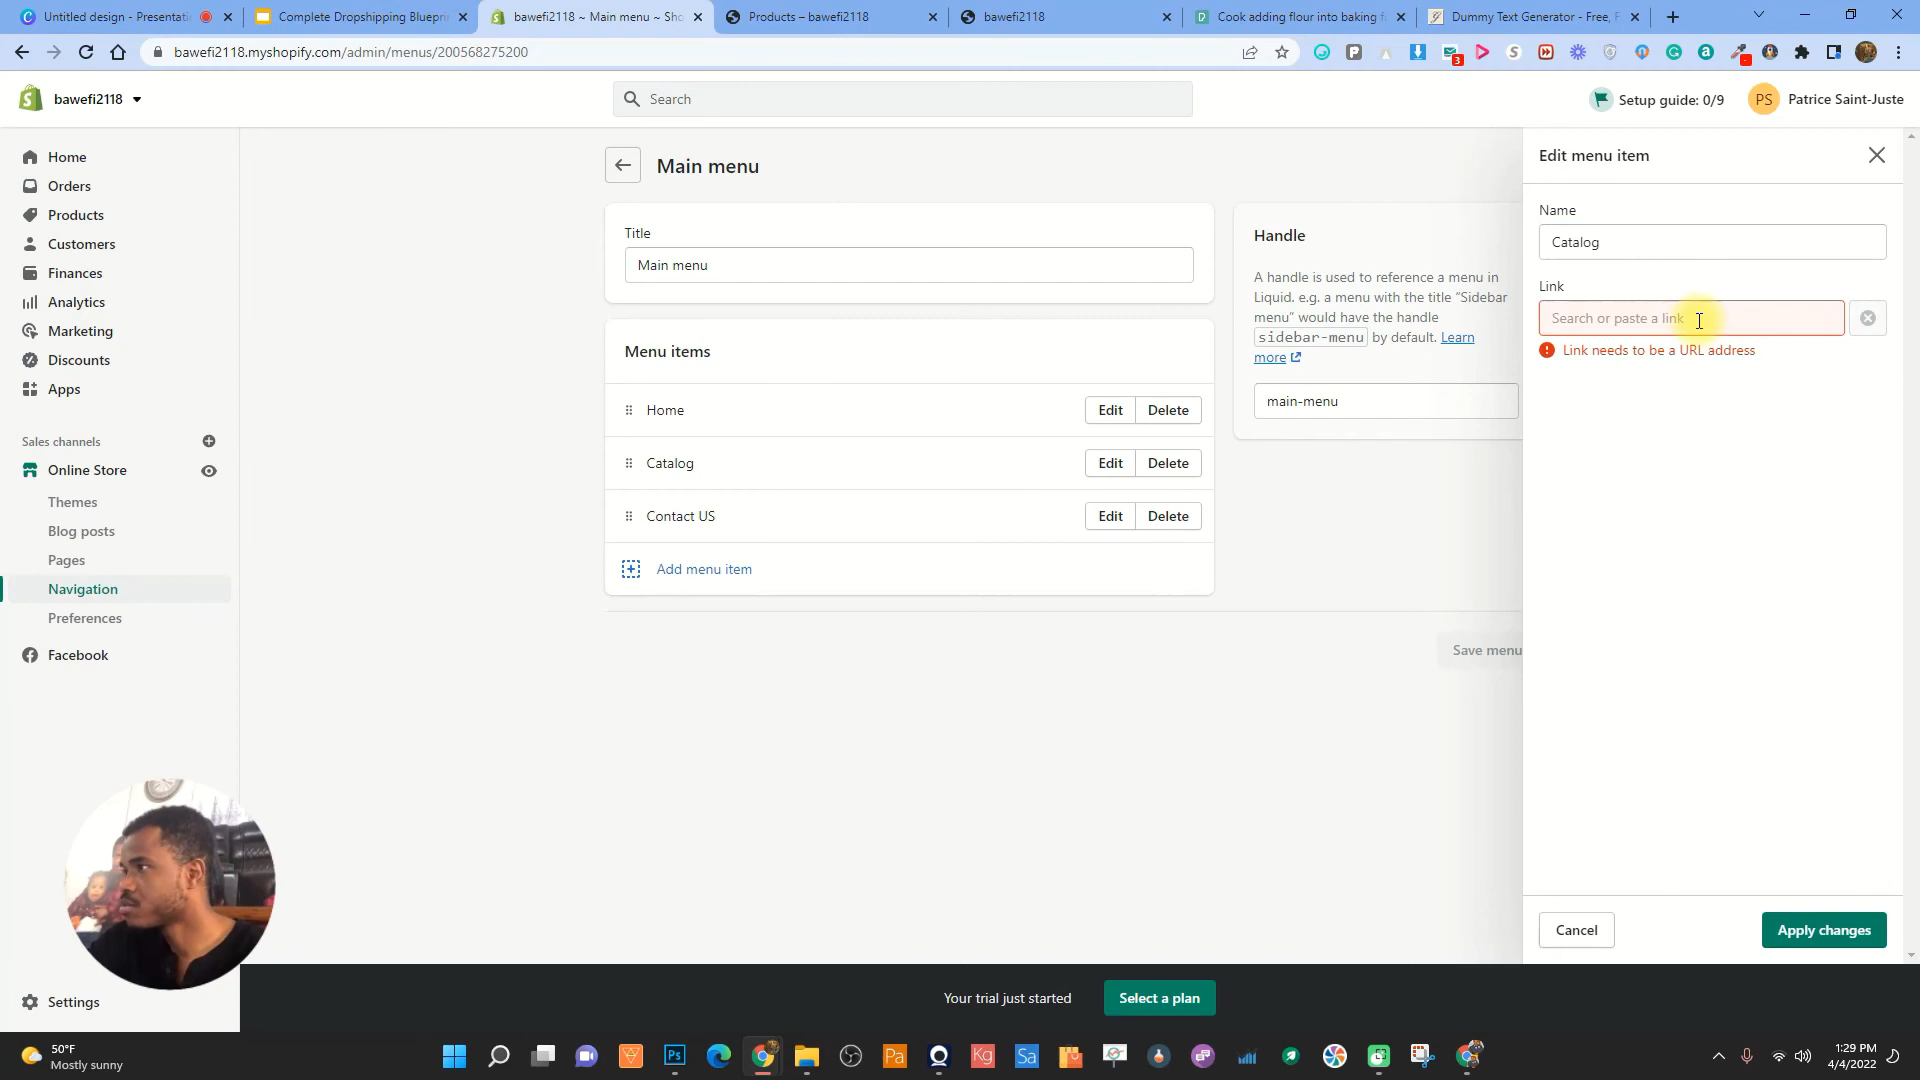 Untitled design - Presentati
Complete Dropshipping Bluepri
bawefi2118 ~ Main menu ~ Sho
Products – bawefi2118
bawefi2118
Cook adding flour into baking f
Dummy Text Generator - Free, F
bawefi2118.myshopify.com/admin/menus/200568275200
bawefi2118
Search
Setup guide: 0/9
PS
Patrice Saint-Juste
Home
Orders
Products
Customers
Finances
Analytics
Marketing
Discounts
Apps
Sales channels
Online Store
Themes
Blog posts
Pages
Navigation
Preferences
Facebook
Settings
Main menu
Title
Main menu
Menu items
Home
Edit
Delete
Catalog
Edit
Delete
Contact US
Edit
Delete
Add menu item
Handle
A handle is used to reference a menu in
Liquid. e.g. a menu with the title “Sidebar
menu” would have the handle
sidebar-menu by default. Learn
more
main-menu
Save menu
Edit menu item
Name
Catalog
Link
Search or paste a link
Link needs to be a URL address
Cancel
Apply changes
Your trial just started
Select a plan
50°F
Mostly sunny
Ps
Pa
Kg
Sa
1:29 PM
4/4/2022